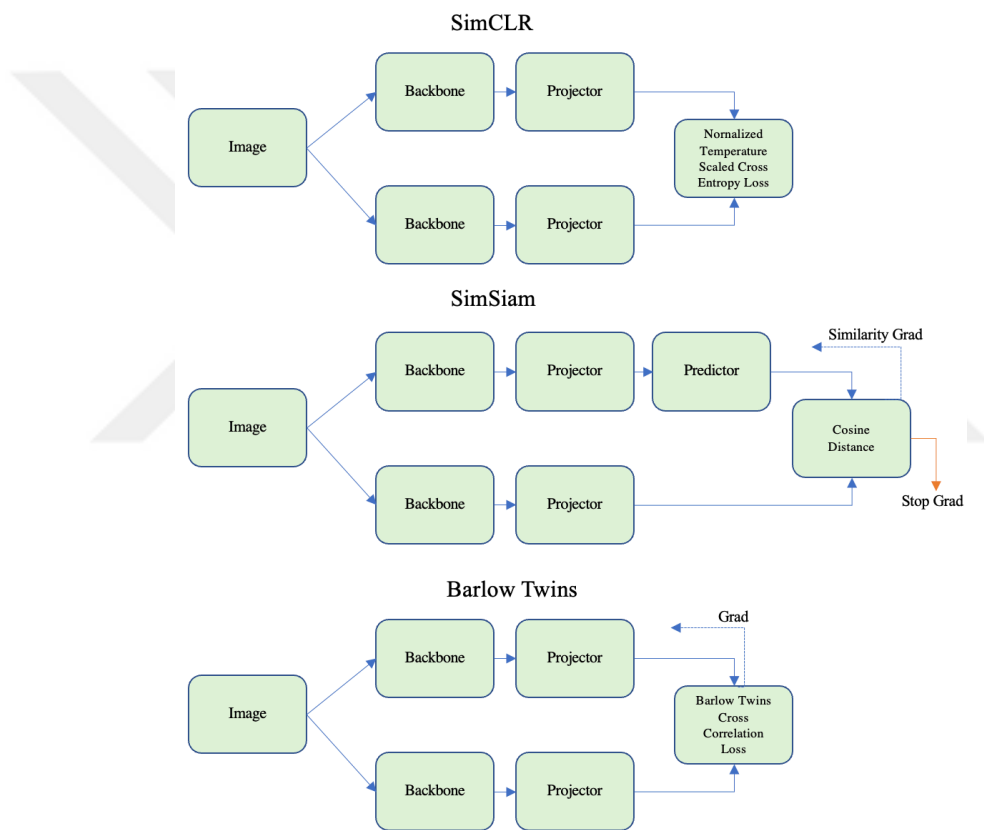 SimCLR
Backbone
Projector
Image
Nornalized
Temperature
Scaled Cross
Entropy Loss
Backbone
Projector
SimSiam
Similarity Grad
Backbone
Projector
Predictor
Image
Cosine
Distance
Backbone
Projector
Stop Grad
Barlow Twins
Grad
Backbone
Projector
Image
Barlow Twins
Cross
Correlation
Loss
Backbone
Projector